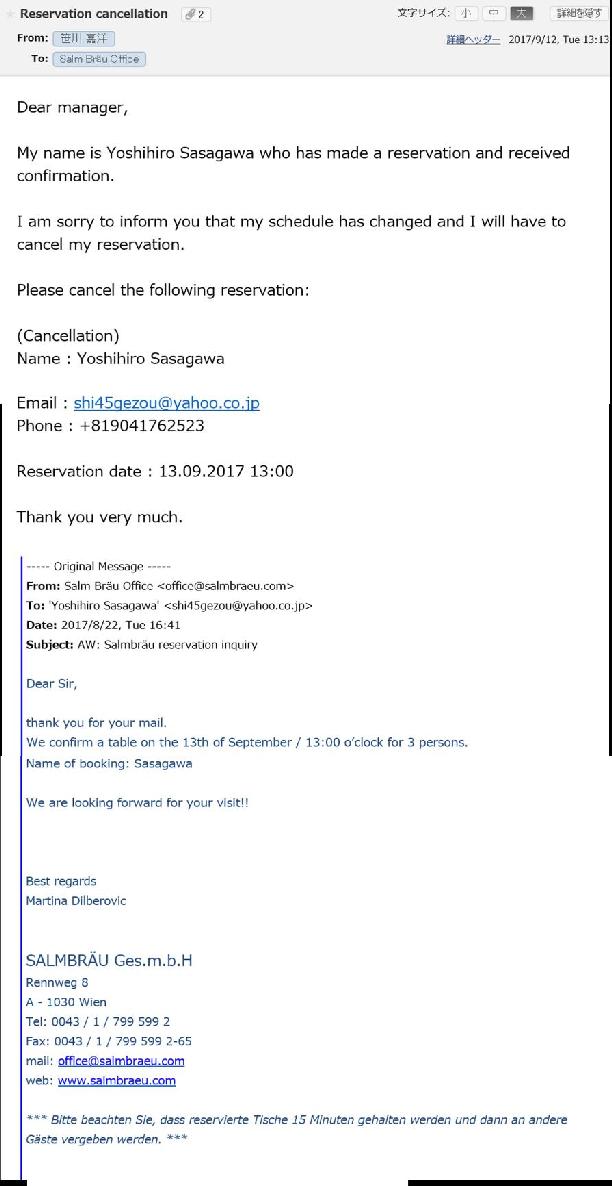 Reservation cancellation 2 文字サイズ: 小 中 大 詳細を隠す
From: 笹川 嘉洋 詳細ヘッダー 2017/9/12, Tue 13:13
To: Salm Bräu Office
Dear manager,
My name is Yoshihiro Sasagawa who has made a reservation and received
confirmation.
I am sorry to inform you that my schedule has changed and I will have to
cancel my reservation.
Please cancel the following reservation:
(Cancellation)
Name : Yoshihiro Sasagawa
Email : shi45gezou@yahoo.co.jp
Phone : +819041762523
Reservation date : 13.09.2017 13:00
Thank you very much.
----- Original Message -----
From: Salm Bräu Office <office@salmbraeu.com>
To: 'Yoshihiro Sasagawa' <shi45gezou@yahoo.co.jp>
Date: 2017/8/22, Tue 16:41
Subject: AW: Salmbräu reservation inquiry
Dear Sir,
thank you for your mail.
We confirm a table on the 13th of September / 13:00 o’clock for 3 persons.
Name of booking: Sasagawa
We are looking forward for your visit!!
Best regards
Martina Dilberovic
SALMBRÄU Ges.m.b.H
Rennweg 8
A - 1030 Wien
Tel: 0043 / 1 / 799 599 2
Fax: 0043 / 1 / 799 599 2-65
mail: office@salmbraeu.com
web: www.salmbraeu.com
*** Bitte beachten Sie, dass reservierte Tische 15 Minuten gehalten werden und dann an andere
Gäste vergeben werden. ***